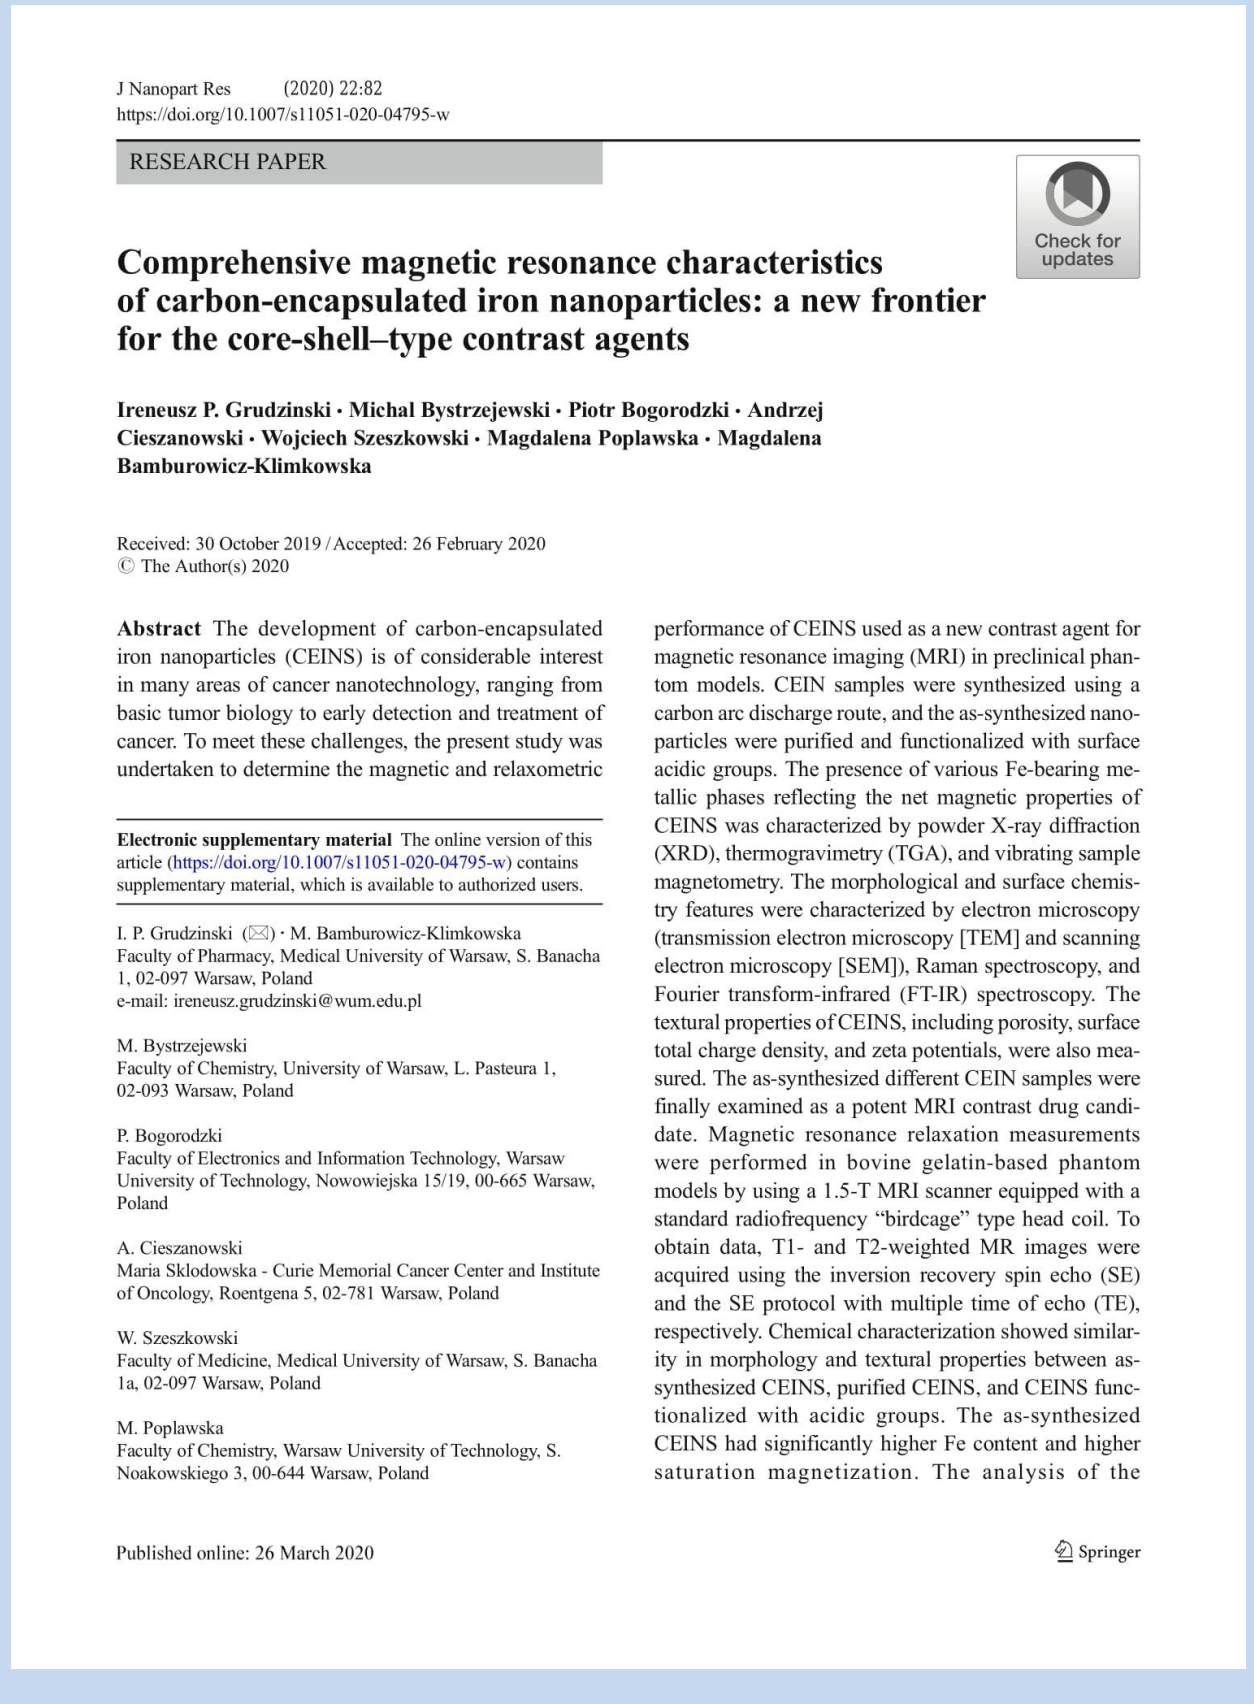 J Nanopart Res (2020) 22:82
https://doi.org/10.1007/s11051-020-04795-w
RESEARCH PAPER
Check for
updates
Comprehensive magnetic resonance characteristics
of carbon-encapsulated iron nanoparticles: a new frontier
for the core-shell–type contrast agents
Ireneusz P. Grudzinski · Michal Bystrzejewski · Piotr Bogorodzki · Andrzej
Cieszanowski · Wojciech Szeszkowski · Magdalena Poplawska · Magdalena
Bamburowicz-Klimkowska
Received: 30 October 2019 / Accepted: 26 February 2020
© The Author(s) 2020
Abstract The development of carbon-encapsulated
iron nanoparticles (CEINS) is of considerable interest
in many areas of cancer nanotechnology, ranging from
basic tumor biology to early detection and treatment of
cancer. To meet these challenges, the present study was
undertaken to determine the magnetic and relaxometric
Electronic supplementary material The online version of this
article (https://doi.org/10.1007/s11051-020-04795-w) contains
supplementary material, which is available to authorized users.
I. P. Grudzinski (✉) · M. Bamburowicz-Klimkowska
Faculty of Pharmacy, Medical University of Warsaw, S. Banacha
1, 02-097 Warsaw, Poland
e-mail: ireneusz.grudzinski@wum.edu.pl
M. Bystrzejewski
Faculty of Chemistry, University of Warsaw, L. Pasteura 1,
02-093 Warsaw, Poland
P. Bogorodzki
Faculty of Electronics and Information Technology, Warsaw
University of Technology, Nowowiejska 15/19, 00-665 Warsaw,
Poland
A. Cieszanowski
Maria Sklodowska - Curie Memorial Cancer Center and Institute
of Oncology, Roentgena 5, 02-781 Warsaw, Poland
W. Szeszkowski
Faculty of Medicine, Medical University of Warsaw, S. Banacha
1a, 02-097 Warsaw, Poland
M. Poplawska
Faculty of Chemistry, Warsaw University of Technology, S.
Noakowskiego 3, 00-644 Warsaw, Poland
performance of CEINS used as a new contrast agent for
magnetic resonance imaging (MRI) in preclinical phan-
tom models. CEIN samples were synthesized using a
carbon arc discharge route, and the as-synthesized nano-
particles were purified and functionalized with surface
acidic groups. The presence of various Fe-bearing me-
tallic phases reflecting the net magnetic properties of
CEINS was characterized by powder X-ray diffraction
(XRD), thermogravimetry (TGA), and vibrating sample
magnetometry. The morphological and surface chemis-
try features were characterized by electron microscopy
(transmission electron microscopy [TEM] and scanning
electron microscopy [SEM]), Raman spectroscopy, and
Fourier transform-infrared (FT-IR) spectroscopy. The
textural properties of CEINS, including porosity, surface
total charge density, and zeta potentials, were also mea-
sured. The as-synthesized different CEIN samples were
finally examined as a potent MRI contrast drug candi-
date. Magnetic resonance relaxation measurements
were performed in bovine gelatin-based phantom
models by using a 1.5-T MRI scanner equipped with a
standard radiofrequency “birdcage” type head coil. To
obtain data, T1- and T2-weighted MR images were
acquired using the inversion recovery spin echo (SE)
and the SE protocol with multiple time of echo (TE),
respectively. Chemical characterization showed similar-
ity in morphology and textural properties between as-
synthesized CEINS, purified CEINS, and CEINS func-
tionalized with acidic groups. The as-synthesized
CEINS had significantly higher Fe content and higher
saturation magnetization. The analysis of the
Published online: 26 March 2020
Springer